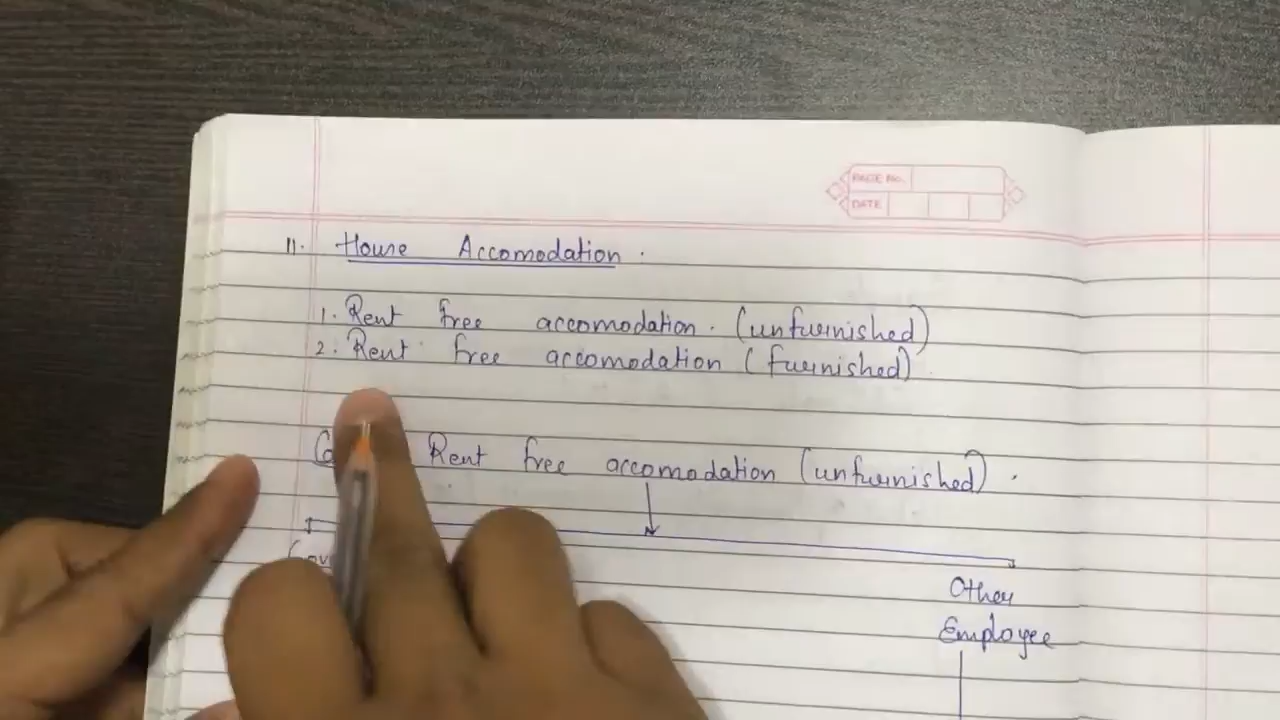 PAGE No.
DATE
11. House Accomodation.
1. Rent free accomodation. (unfurnished)
2. Rent free accomodation (furnished).
Rent free accomodation (unfurnished).
Other
Employee